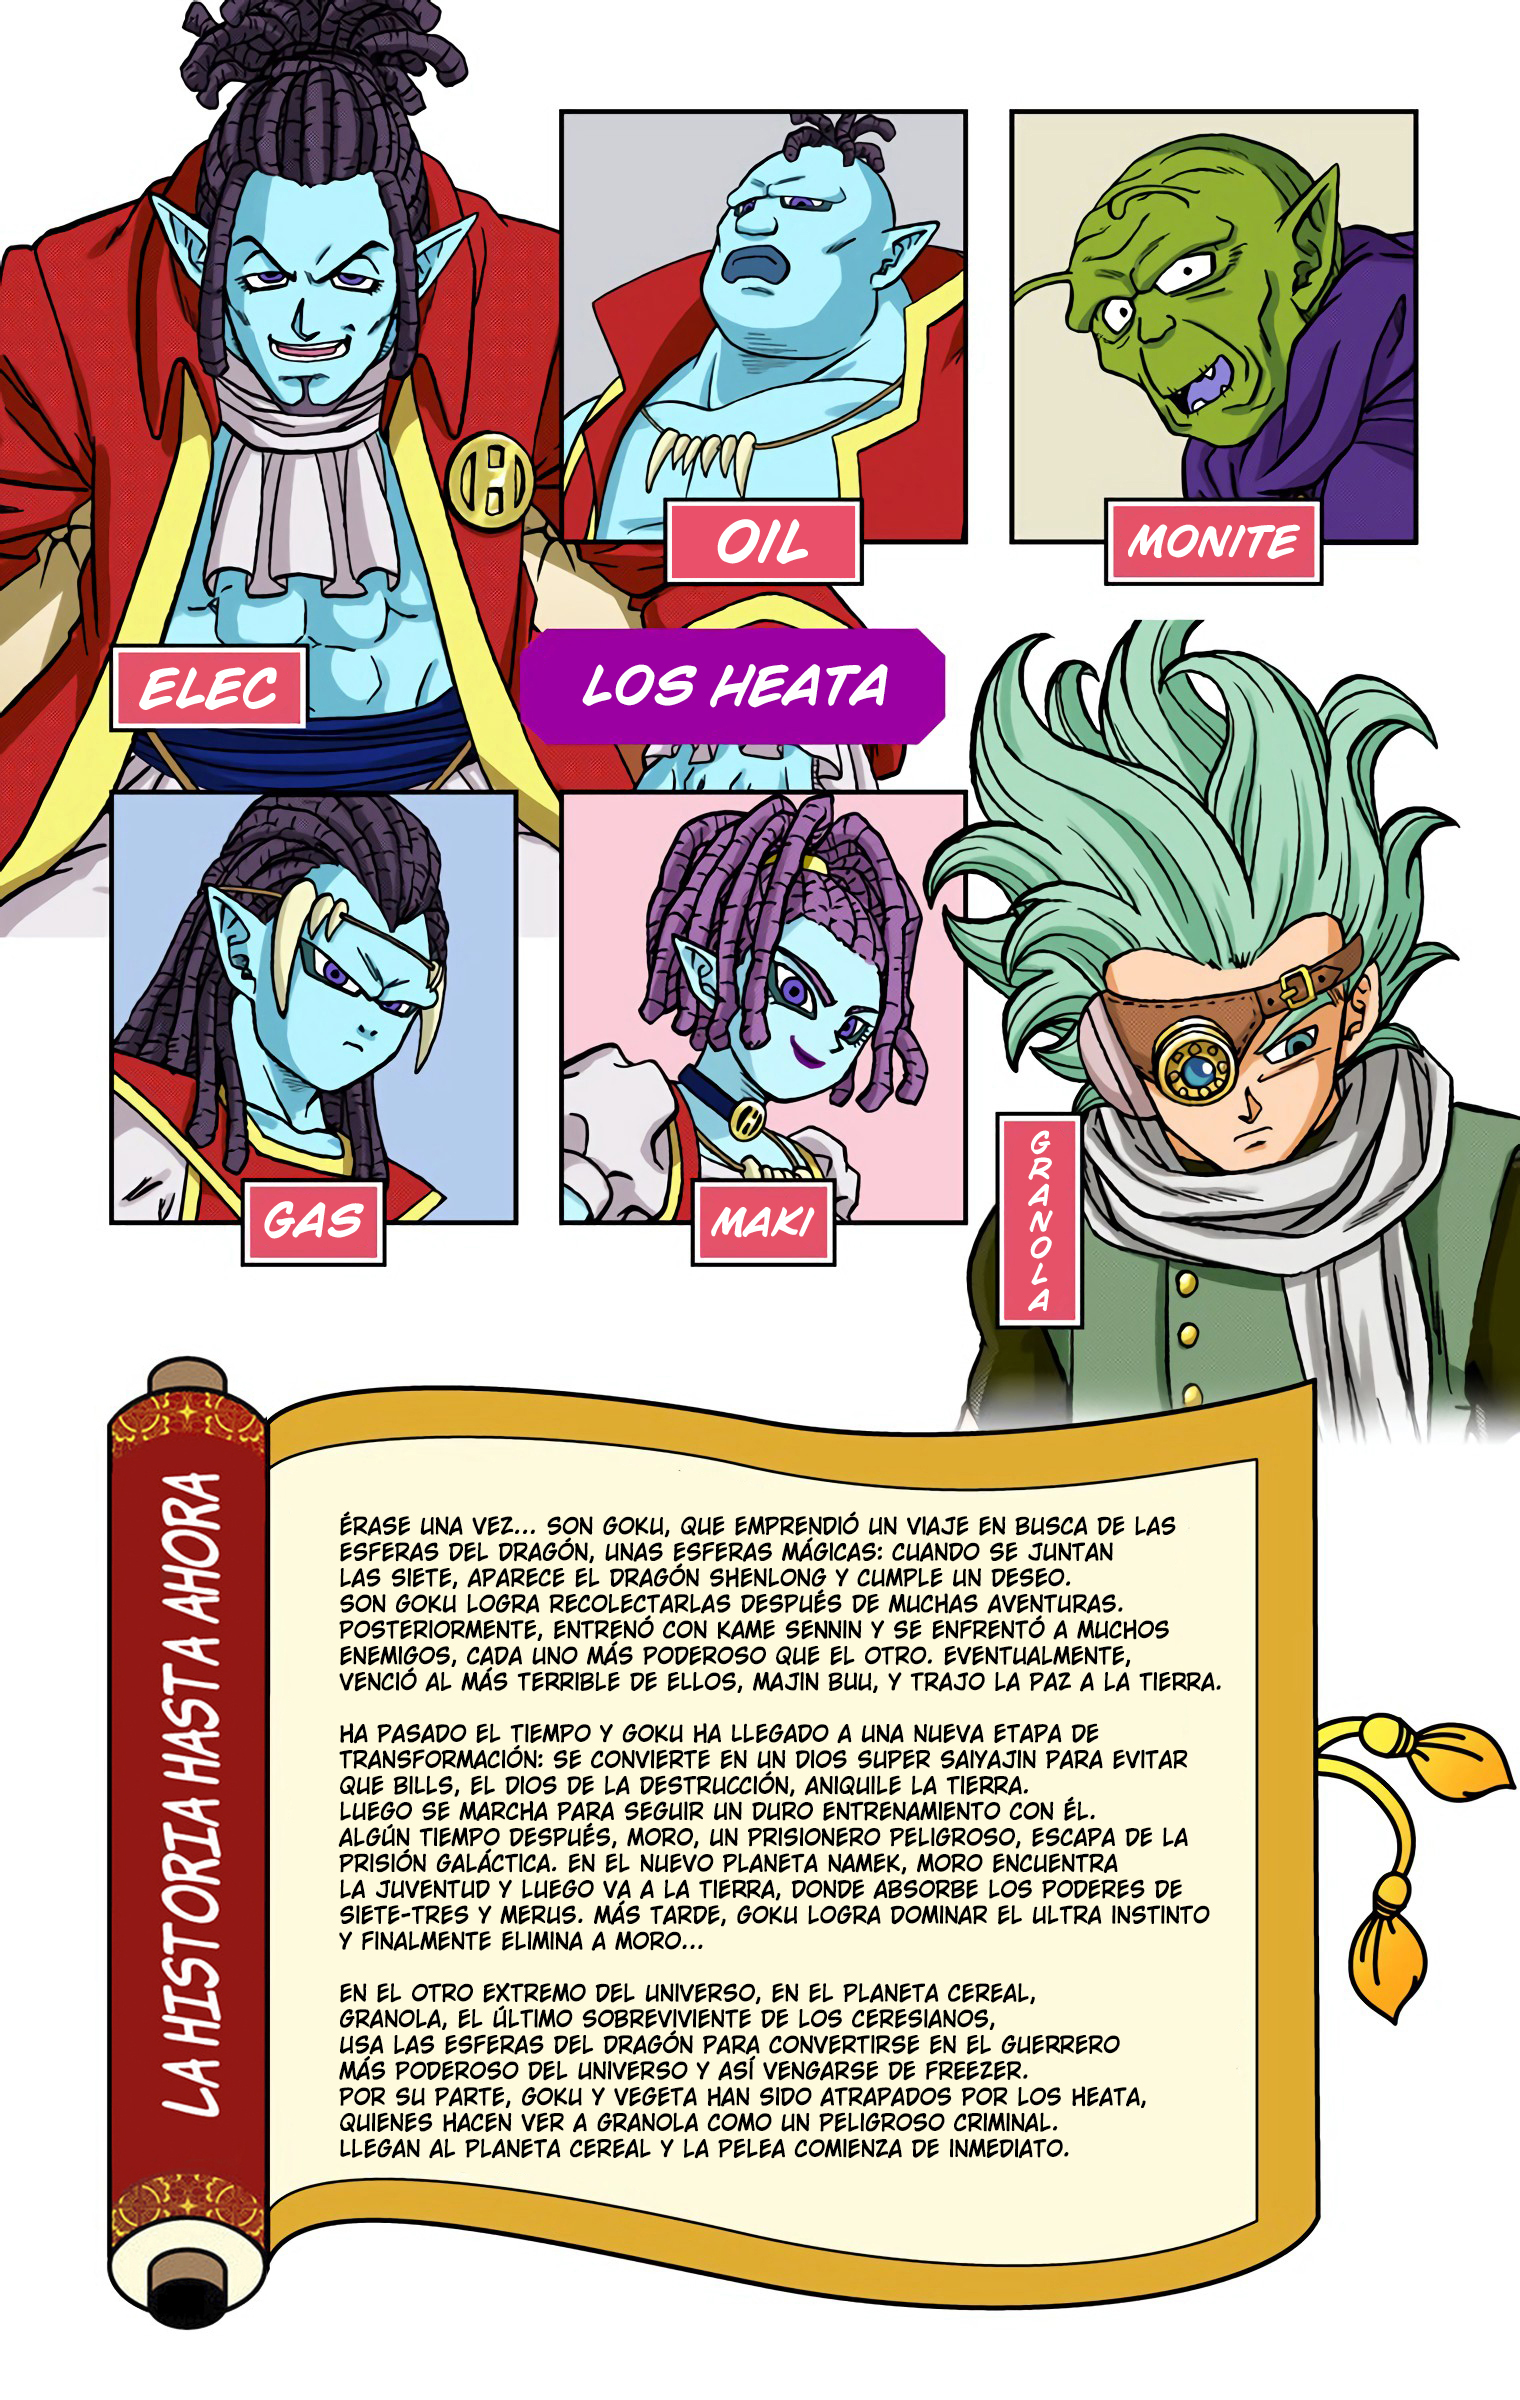 OIL
MONITE
ELEC
LOS HEATA
GAS
MAKI
GRANOLA
LA HISTORIA HASTA AHORA
ÉRASE UNA VEZ... SON GOKU, QUE EMPRENDIÓ UN VIAJE EN BUSCA DE LAS
ESFERAS DEL DRAGÓN, UNAS ESFERAS MÁGICAS: CUANDO SE JUNTAN
LAS SIETE, APARECE EL DRAGÓN SHENLONG Y CUMPLE UN DESEO.
SON GOKU LOGRA RECOLECTARLAS DESPUÉS DE MUCHAS AVENTURAS.
POSTERIORMENTE, ENTRENÓ CON KAME SENNIN Y SE ENFRENTÓ A MUCHOS
ENEMIGOS, CADA UNO MÁS PODEROSO QUE EL OTRO. EVENTUALMENTE,
VENCIÓ AL MÁS TERRIBLE DE ELLOS, MAJIN BUU, Y TRAJO LA PAZ A LA TIERRA.
HA PASADO EL TIEMPO Y GOKU HA LLEGADO A UNA NUEVA ETAPA DE
TRANSFORMACIÓN: SE CONVIERTE EN UN DIOS SUPER SAIYAJIN PARA EVITAR
QUE BILLS, EL DIOS DE LA DESTRUCCIÓN, ANIQUILE LA TIERRA.
LUEGO SE MARCHA PARA SEGUIR UN DURO ENTRENAMIENTO CON ÉL.
ALGÚN TIEMPO DESPUÉS, MORO, UN PRISIONERO PELIGROSO, ESCAPA DE LA
PRISIÓN GALÁCTICA. EN EL NUEVO PLANETA NAMEK, MORO ENCUENTRA
LA JUVENTUD Y LUEGO VA A LA TIERRA, DONDE ABSORBE LOS PODERES DE
SIETE-TRES Y MERUS. MÁS TARDE, GOKU LOGRA DOMINAR EL ULTRA INSTINTO
Y FINALMENTE ELIMINA A MORO...
EN EL OTRO EXTREMO DEL UNIVERSO, EN EL PLANETA CEREAL,
GRANOLA, EL ÚLTIMO SOBREVIVIENTE DE LOS CERESIANOS,
USA LAS ESFERAS DEL DRAGÓN PARA CONVERTIRSE EN EL GUERRERO
MÁS PODEROSO DEL UNIVERSO Y ASÍ VENGARSE DE FREEZER.
POR SU PARTE, GOKU Y VEGETA HAN SIDO ATRAPADOS POR LOS HEATA,
QUIENES HACEN VER A GRANOLA COMO UN PELIGROSO CRIMINAL.
LLEGAN AL PLANETA CEREAL Y LA PELEA COMIENZA DE INMEDIATO.